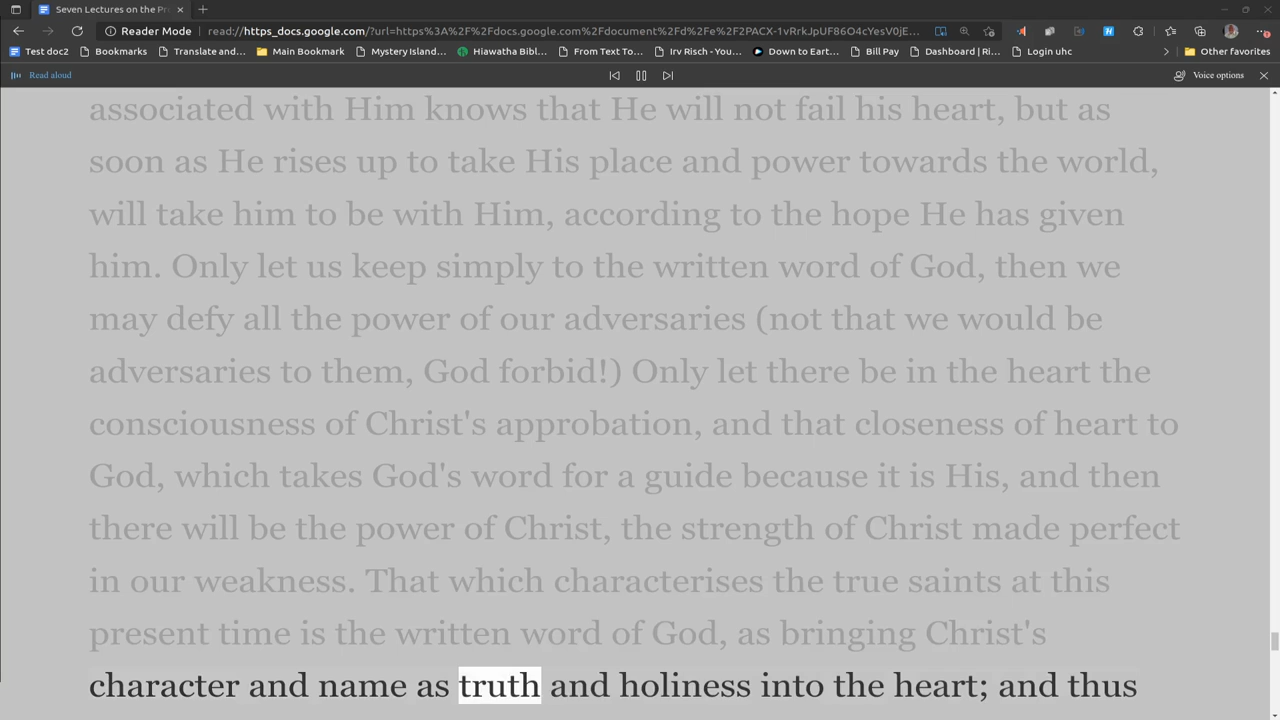 Seven Lectures on the Pr
Reader Mode
read://https_docs.google.com/?url=https%3A%2F%2Fdocs.google.com%2Fdocument%2Fd%2Fe%2F2PACX-1vRrkJpUF86O4cYesV0jE...
Test doc2
Bookmarks
Translate and...
Main Bookmark
Mystery Island...
Hiawatha Bibl...
From Text To...
Irv Risch - You...
Down to Eart...
Bill Pay
Dashboard | Ri...
Login uhc
Other favorites
Read aloud
Voice options
associated with Him knows that He will not fail his heart, but as
soon as He rises up to take His place and power towards the world,
will take him to be with Him, according to the hope He has given
him. Only let us keep simply to the written word of God, then we
may defy all the power of our adversaries (not that we would be
adversaries to them, God forbid!) Only let there be in the heart the
consciousness of Christ's approbation, and that closeness of heart to
God, which takes God's word for a guide because it is His, and then
there will be the power of Christ, the strength of Christ made perfect
in our weakness. That which characterises the true saints at this
present time is the written word of God, as bringing Christ's
character and name as truth and holiness into the heart; and thus